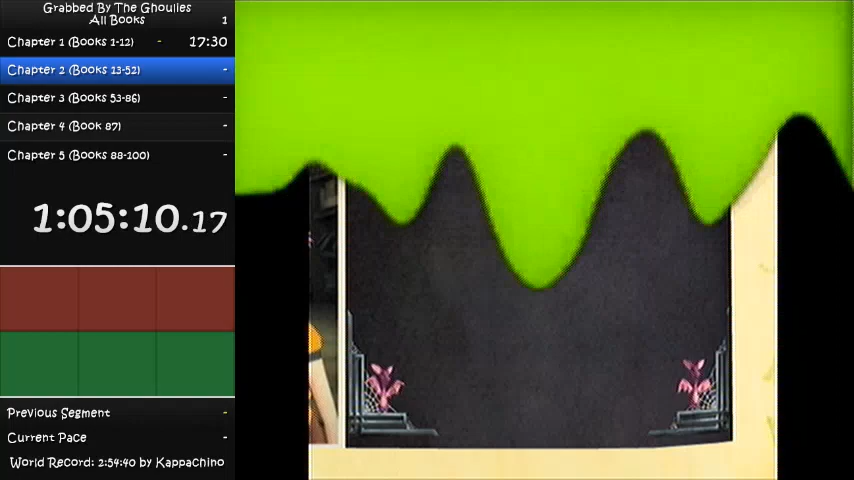 Grabbed By The Ghoulies
All Books 1
Chapter 1 (Books 1-12) - 17:30
Chapter 2 (Books 13-52) -
Chapter 3 (Books 53-86) -
Chapter 4 (Book 87) -
Chapter 5 (Books 88-100) -
1:05:10.17
Previous Segment -
Current Pace -
World Record: 2:54:40 by Kappachino